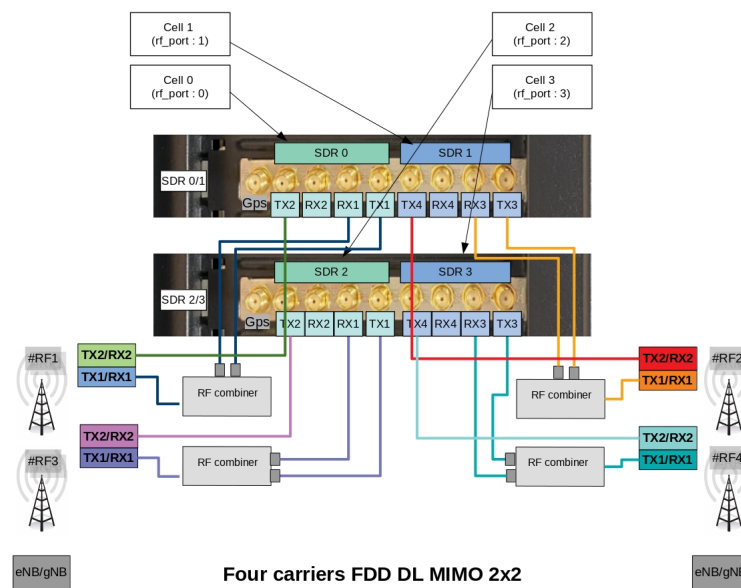 Cell 1
(rf_port : 1)
Cell 2
(rf_port : 2)
Cell 0
(rf_port : 0)
Cell 3
(rf_port : 3)
SDR 0
SDR 1
SDR 0/1
Gps
TX2
RX2
RX1
TX1
TX4
RX4
RX3
TX3
SDR 2
SDR 3
SDR 2/3
Gps
TX2
RX2
RX1
TX1
TX4
RX4
RX3
TX3
#RF1
TX2/RX2
TX1/RX1
RF combiner
RF combiner
TX2/RX2
TX1/RX1
#RF2
#RF3
TX2/RX2
TX1/RX1
RF combiner
RF combiner
TX2/RX2
TX1/RX1
#RF4
eNB/gNB
Four carriers FDD DL MIMO 2x2
eNB/gNB